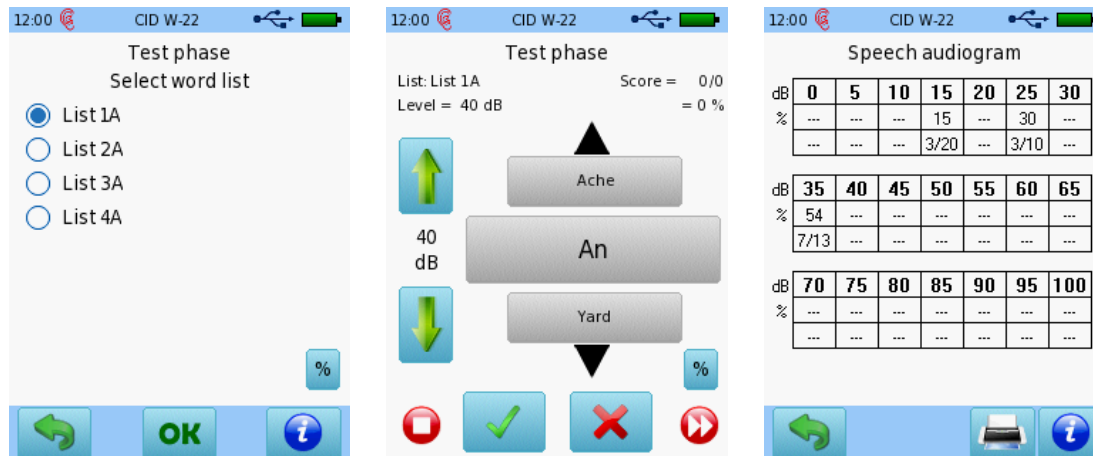 12:00 CID W-22
Test phase
Select word list
List 1A
List 2A
List 3A
List 4A
%
OK
i
12:00 CID W-22
Test phase
List: List 1A Score = 0/0
Level = 40 dB = 0 %
Ache
40
dB
An
Yard
%
12:00 CID W-22
Speech audiogram
dB 0 5 10 15 20 25 30
% --- --- --- 15 --- 30 ---
--- --- --- 3/20 --- 3/10 ---
dB 35 40 45 50 55 60 65
% 54 --- --- --- --- --- ---
7/13 --- --- --- --- --- ---
dB 70 75 80 85 90 95 100
% --- --- --- --- --- --- ---
--- --- --- --- --- --- ---
i